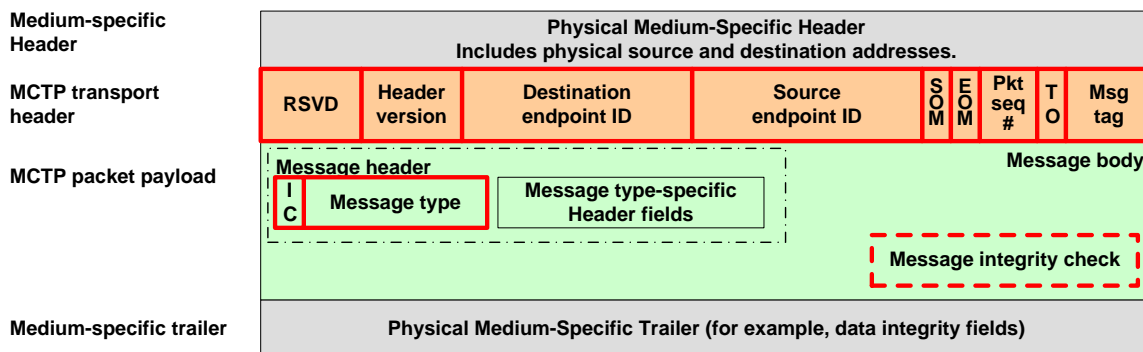 Medium-specific
Header
Physical Medium-Specific Header
Includes physical source and destination addresses.
MCTP transport
header
RSVD
Header
version
Destination
endpoint ID
Source
endpoint ID
S
O
M
E
O
M
Pkt
seq
#
T
O
Msg
tag
MCTP packet payload
Message header
Message body
I
C
Message type
Message type-specific
Header fields
Message integrity check
Medium-specific trailer
Physical Medium-Specific Trailer (for example, data integrity fields)